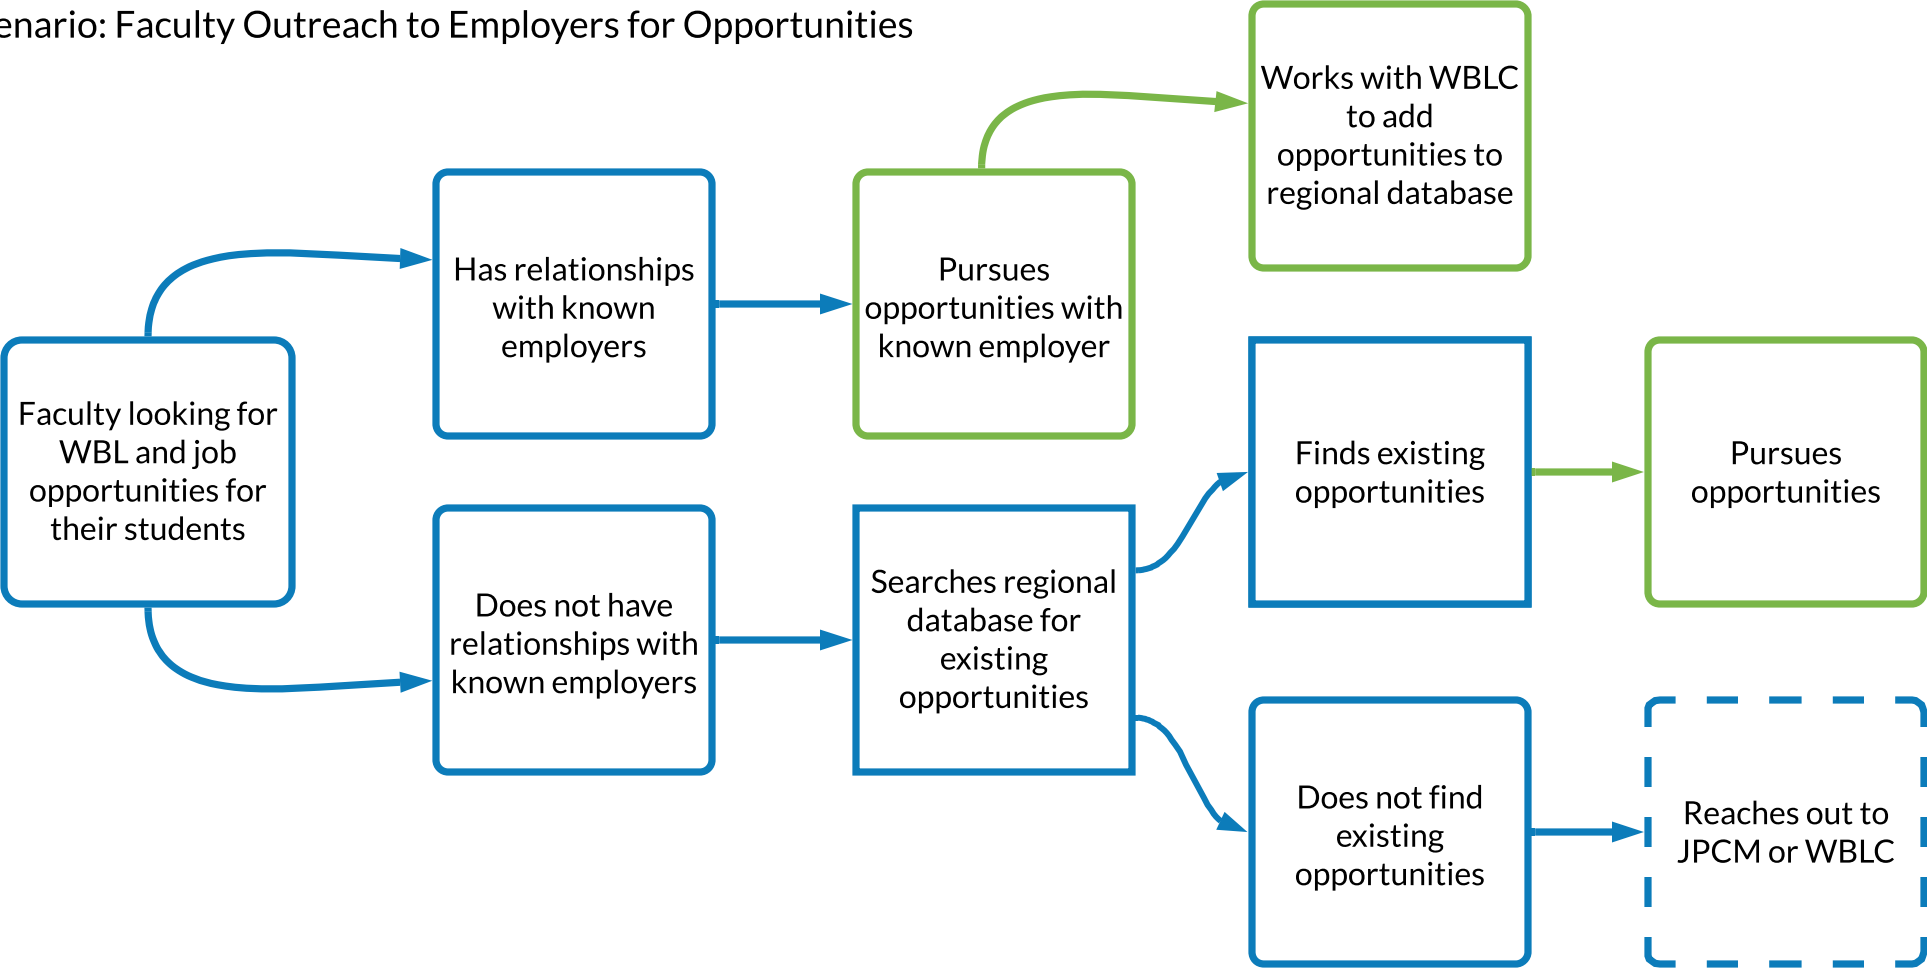 enario: Faculty Outreach to Employers for Opportunities
Works with WBLC
to add
opportunities to
regional database
Has relationships
with known
employers
Pursues
opportunities with
known employer
Faculty looking for
WBL and job
opportunities for
their students
Finds existing
opportunities
Pursues
opportunities
Does not have
relationships with
known employers
Searches regional
database for
existing
opportunities
Does not find
existing
opportunities
Reaches out to
JPCM or WBLC